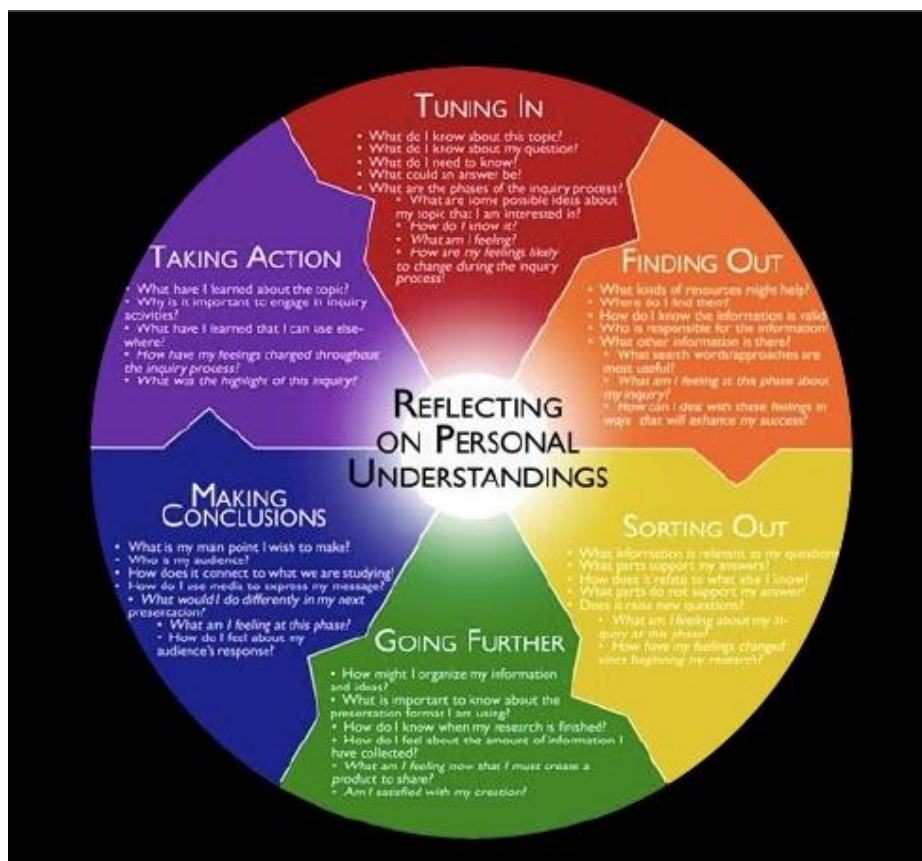 TUNING IN
• What do I know about this topic?
• What do I know about my question?
• What do I need to know?
• What could an answer be?
• What are the phases of the inquiry process?
• What are some possible ideas about
my topic that I am interested in?
• How do I know it?
• What am I feeling?
• How are my feelings likely
to change during the inquiry
process?
FINDING OUT
• What kinds of resources might help?
• Where do I find them?
• How do I know the information is valid?
• Who is responsible for the information?
• What other information is there?
• What search words/approaches are
most useful?
• What am I feeling at this phase about
my inquiry?
• How can I deal with these feelings in
ways that will enhance my success?
SORTING OUT
• What information is relevant to my question
• What parts support my answers?
• How does it relate to what else I know?
• What parts do not support my answer?
• Does it raise new questions?
• What am I feeling about my in-
quiry at this phase?
• How have my feelings changed
since beginning my research?
GOING FURTHER
• How might I organize my information
and ideas?
• What is important to know about the
presentation format I am using?
• How do I know when my research is finished?
• How do I feel about the amount of information I
have collected?
• What am I feeling now that I must create a
product to share?
• Am I satisfied with my creation?
MAKING
CONCLUSIONS
• What is my main point I wish to make?
• Who is my audience?
• How does it connect to what we are studying?
• How do I use media to express my message?
• What would I do differently in my next
presentation?
• What am I feeling at this phase?
• How do I feel about my
audience's response?
TAKING ACTION
• What have I learned about the topic?
• Why is it important to engage in inquiry
activities?
• What have I learned that I can use else-
where?
• How have my feelings changed throughout
the inquiry process?
• What was the highlight of this inquiry?
REFLECTING
ON PERSONAL
UNDERSTANDINGS